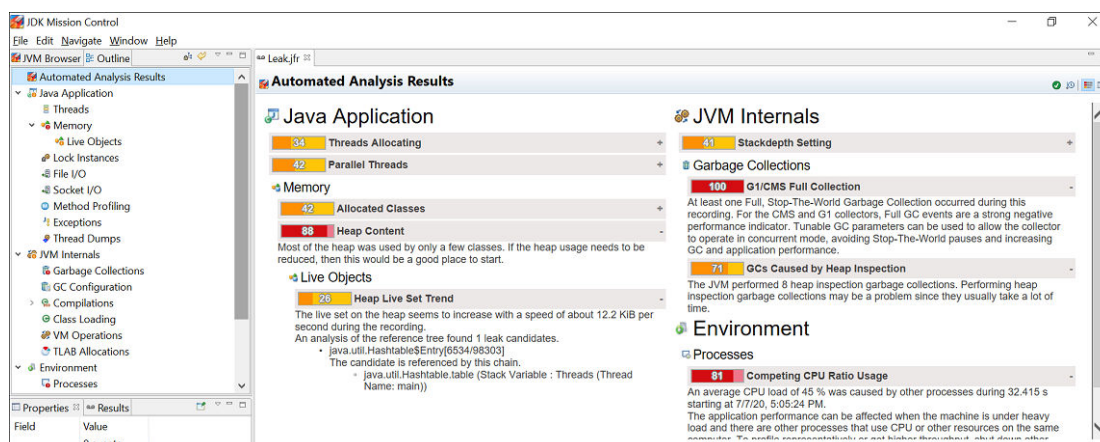 JDK Mission Control
File Edit Navigate Window Help
JVM Browser Outline
Automated Analysis Results
Java Application
Threads
Memory
Live Objects
Lock Instances
File I/O
Socket I/O
Method Profiling
Exceptions
Thread Dumps
JVM Internals
Garbage Collections
GC Configuration
Compilations
Class Loading
VM Operations
TLAB Allocations
Environment
Processes
Properties Results
Field Value
Leak.jfr
Automated Analysis Results
Java Application
34 Threads Allocating +
42 Parallel Threads +
Memory
42 Allocated Classes +
88 Heap Content -
Most of the heap was used by only a few classes. If the heap usage needs to be
reduced, then this would be a good place to start.
Live Objects
26 Heap Live Set Trend -
The live set on the heap seems to increase with a speed of about 12.2 KiB per
second during the recording.
An analysis of the reference tree found 1 leak candidates.
• java.util.Hashtable$Entry[6534/98303]
The candidate is referenced by this chain.
◦ java.util.Hashtable.table (Stack Variable : Threads (Thread
Name: main))
JVM Internals
41 Stackdepth Setting +
Garbage Collections
100 G1/CMS Full Collection -
At least one Full, Stop-The-World Garbage Collection occurred during this
recording. For the CMS and G1 collectors, Full GC events are a strong negative
performance indicator. Tunable GC parameters can be used to allow the collector
to operate in concurrent mode, avoiding Stop-The-World pauses and increasing
GC and application performance.
71 GCs Caused by Heap Inspection -
The JVM performed 8 heap inspection garbage collections. Performing heap
inspection garbage collections may be a problem since they usually take a lot of
time.
Environment
Processes
81 Competing CPU Ratio Usage -
An average CPU load of 45 % was caused by other processes during 32.415 s
starting at 7/7/20, 5:05:24 PM.
The application performance can be affected when the machine is under heavy
load and there are other processes that use CPU or other resources on the same